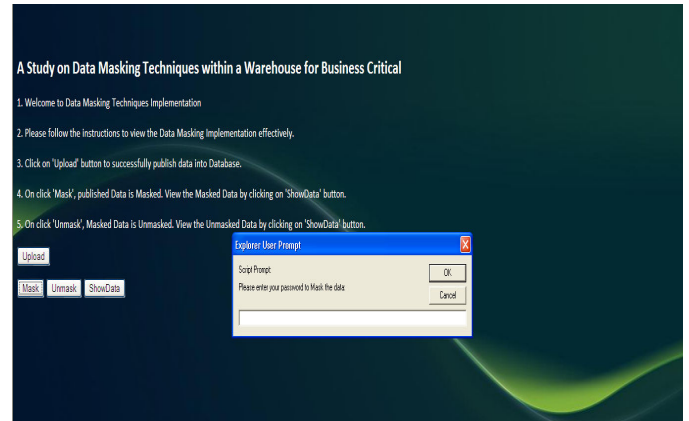 A Study on Data Masking Techniques within a Warehouse for Business Critical
1. Welcome to Data Masking Techniques Implementation
2. Please follow the instructions to view the Data Masking Implementation effectively.
3. Click on 'Upload' button to successfully publish data into Database.
4. On click 'Mask', published Data is Masked. View the Masked Data by clicking on 'ShowData' button.
5. On click 'Unmask', Masked Data is Unmasked. View the Unmasked Data by clicking on 'ShowData' button.
Upload
Mask Unmask ShowData
Explorer User Prompt
Script Prompt:
OK
Please enter your password to Mask the data:
Cancel